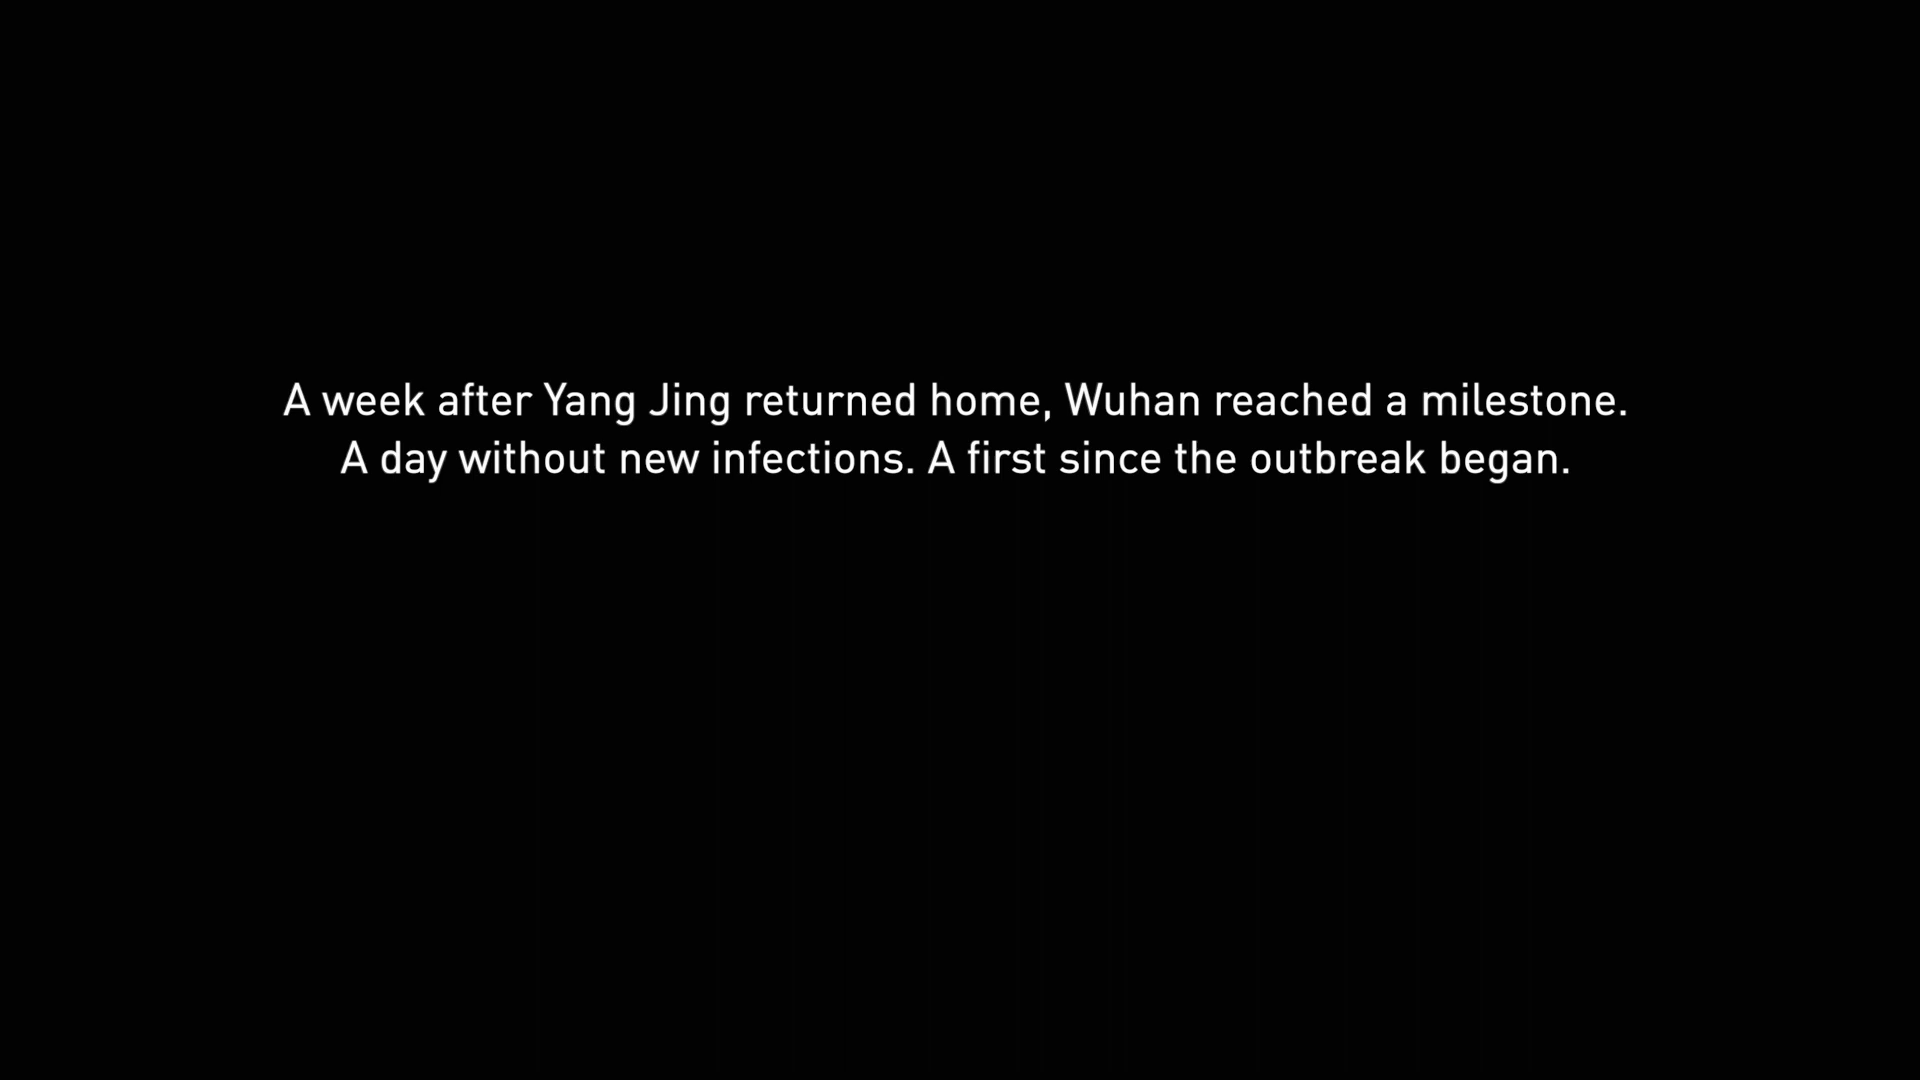 A week after Yang Jing returned home, Wuhan reached a milestone.
A day without new infections. A first since the outbreak began.